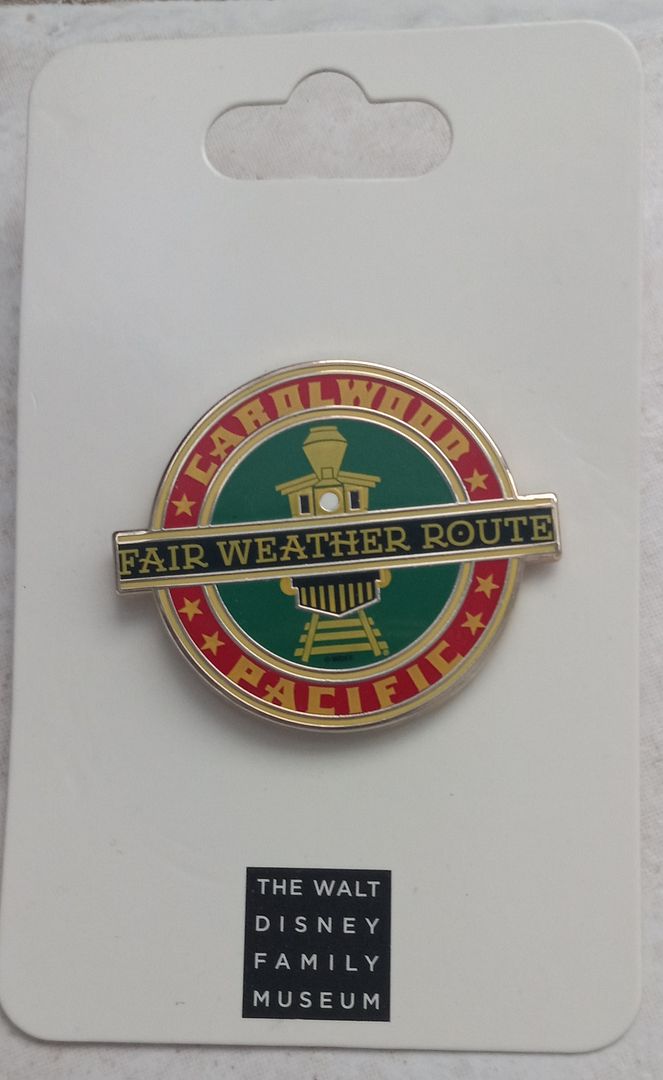 CAROLWOOD
FAIR WEATHER ROUTE
PACIFIC
THE WALT
DISNEY
FAMILY
MUSEUM